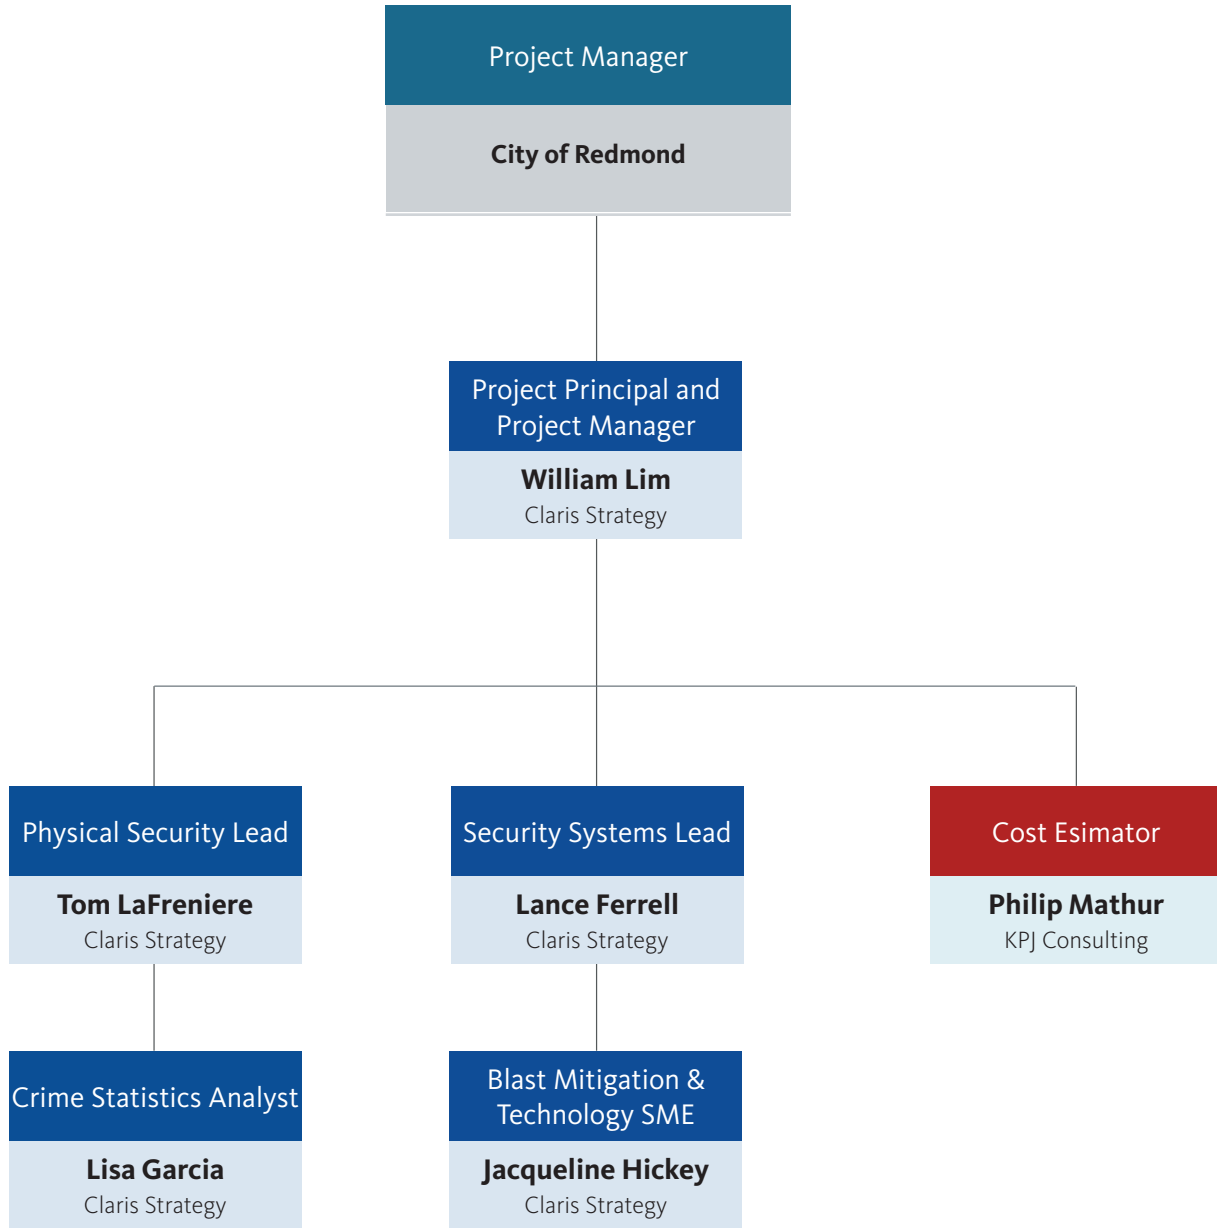 Project Manager
City of Redmond
Project Principal and
Project Manager
William Lim
Claris Strategy
Physical Security Lead
Tom LaFreniere
Claris Strategy
Security Systems Lead
Lance Ferrell
Claris Strategy
Cost Esimator
Philip Mathur
KPJ Consulting
Crime Statistics Analyst
Lisa Garcia
Claris Strategy
Blast Mitigation &
Technology SME
Jacqueline Hickey
Claris Strategy